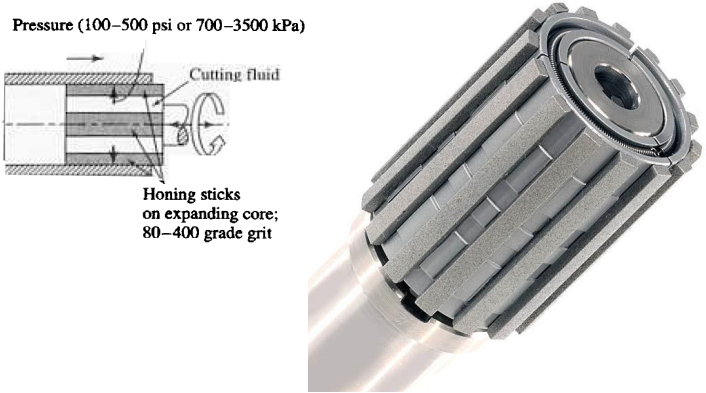 Pressure (100–500 psi or 700–3500 kPa)
Cutting fluid
Honing sticks
on expanding core;
80–400 grade grit